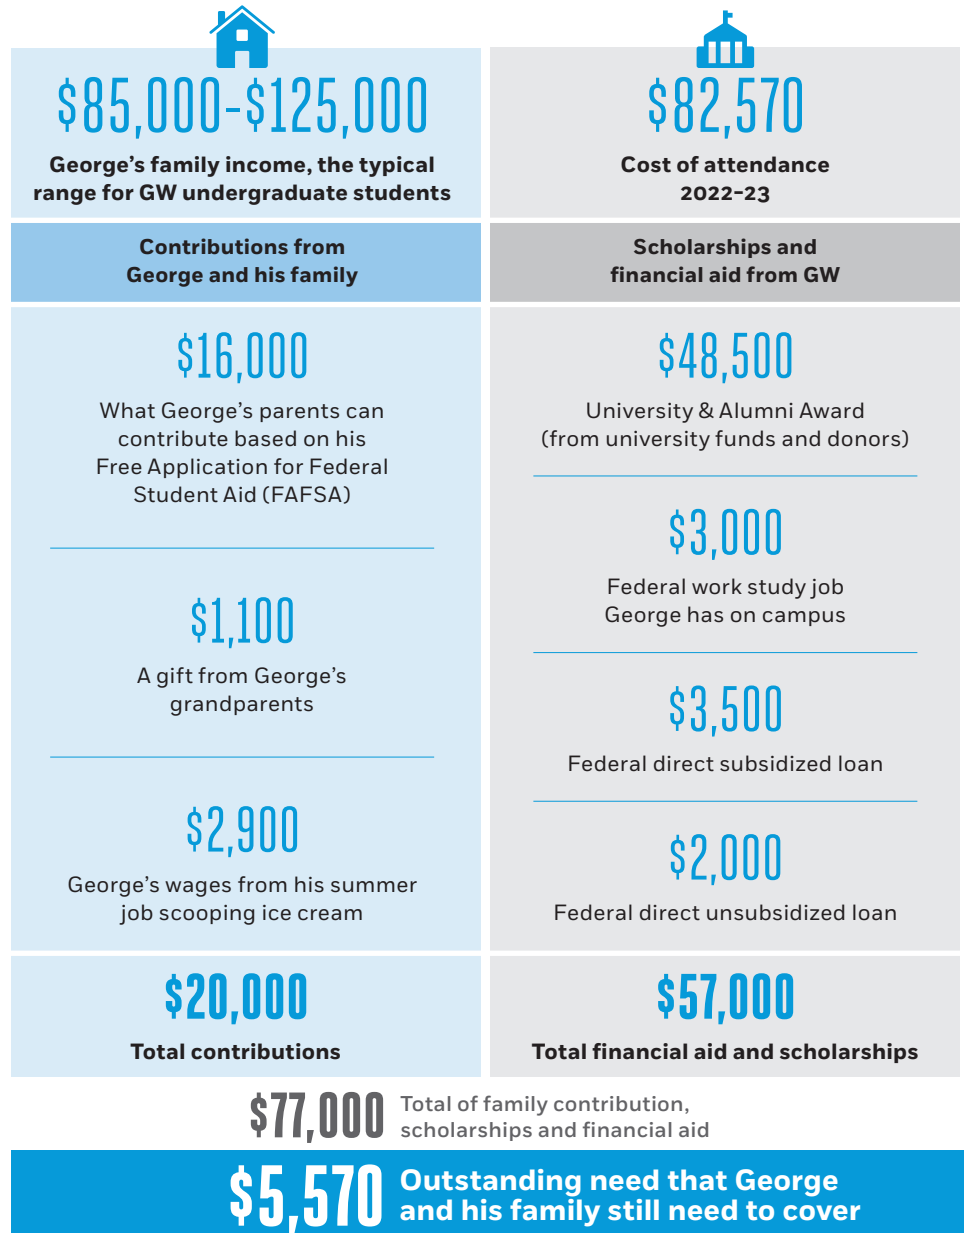 $85,000-$125,000
George’s family income, the typical
range for GW undergraduate students
Contributions from
George and his family
$16,000
What George’s parents can
contribute based on his
Free Application for Federal
Student Aid (FAFSA)
$1,100
A gift from George’s
grandparents
$2,900
George’s wages from his summer
job scooping ice cream
$20,000
Total contributions
$82,570
Cost of attendance
2022-23
Scholarships and
financial aid from GW
$48,500
University & Alumni Award
(from university funds and donors)
$3,000
Federal work study job
George has on campus
$3,500
Federal direct subsidized loan
$2,000
Federal direct unsubsidized loan
$57,000
Total financial aid and scholarships
$77,000
Total of family contribution,
scholarships and financial aid
$5,570
Outstanding need that George
and his family still need to cover